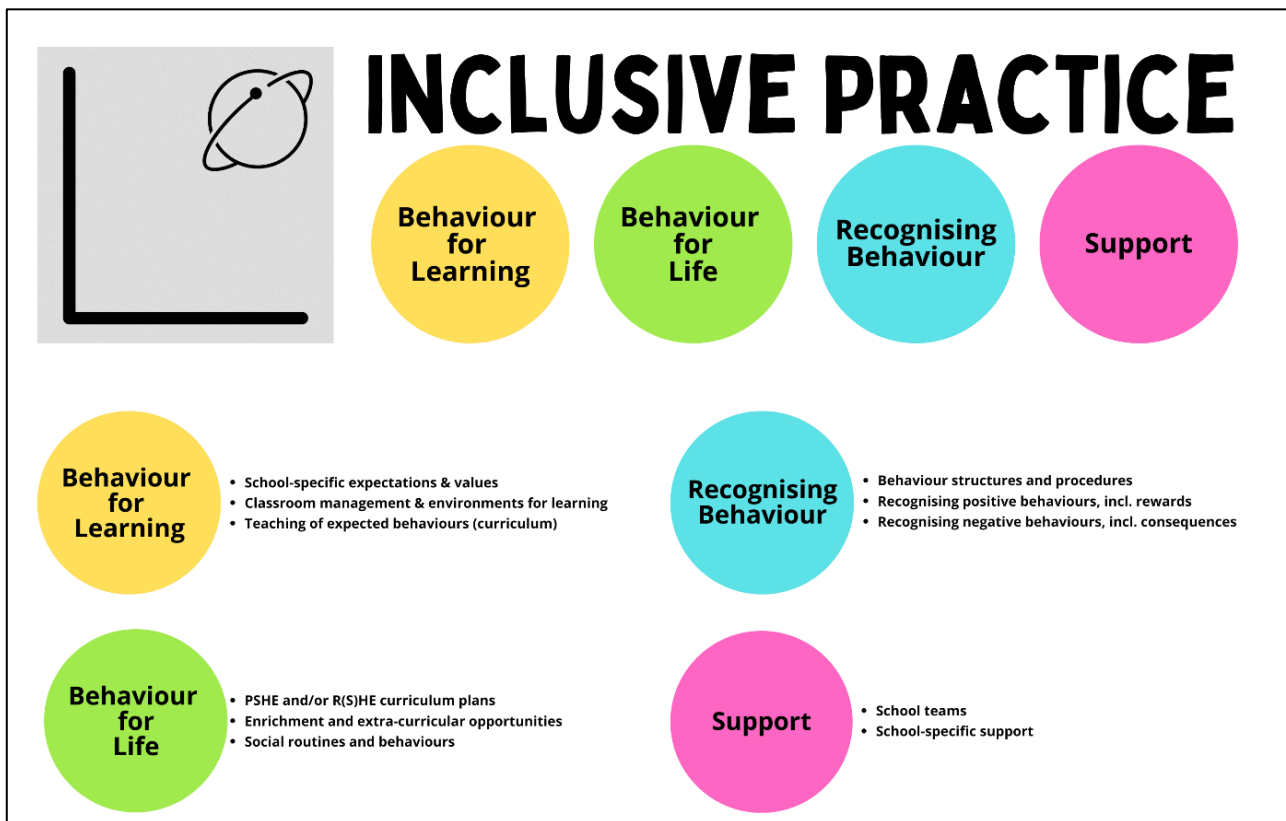 INCLUSIVE PRACTICE
Behaviour
for
Learning
Behaviour
for
Life
Recognising
Behaviour
Support
Behaviour
for
Learning
• School-specific expectations & values
• Classroom management & environments for learning
• Teaching of expected behaviours (curriculum)
Recognising
Behaviour
• Behaviour structures and procedures
• Recognising positive behaviours, incl. rewards
• Recognising negative behaviours, incl. consequences
Behaviour
for
Life
• PSHE and/or R(S)HE curriculum plans
• Enrichment and extra-curricular opportunities
• Social routines and behaviours
Support
• School teams
• School-specific support